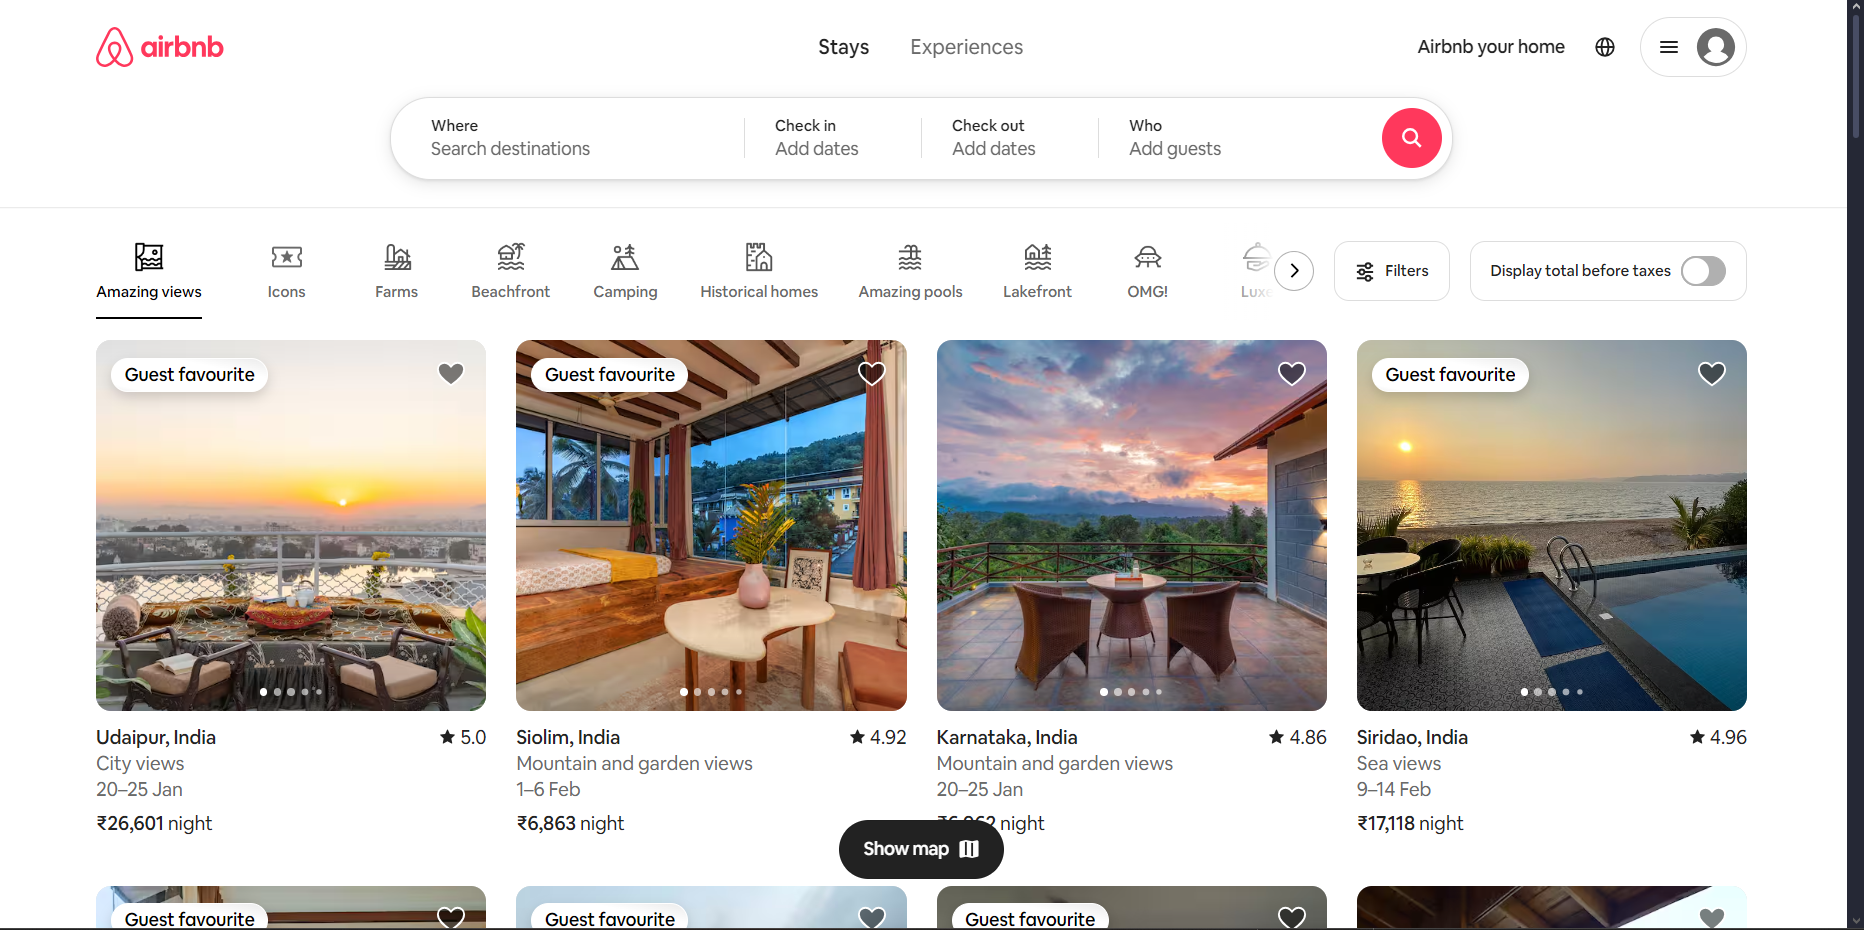 airbnb
Stays
Experiences
Airbnb your home
Where
Search destinations
Check in
Add dates
Check out
Add dates
Who
Add guests
Amazing views
Icons
Farms
Beachfront
Camping
Historical homes
Amazing pools
Lakefront
OMG!
Luxe
Filters
Display total before taxes
Guest favourite
Guest favourite
Guest favourite
Udaipur, India
5.0
City views
20–25 Jan
₹26,601 night
Siolim, India
4.92
Mountain and garden views
1–6 Feb
₹6,863 night
Karnataka, India
4.86
Mountain and garden views
20–25 Jan
night
Siridao, India
4.96
Sea views
9–14 Feb
₹17,118 night
Show map
Guest favourite
Guest favourite
Guest favourite